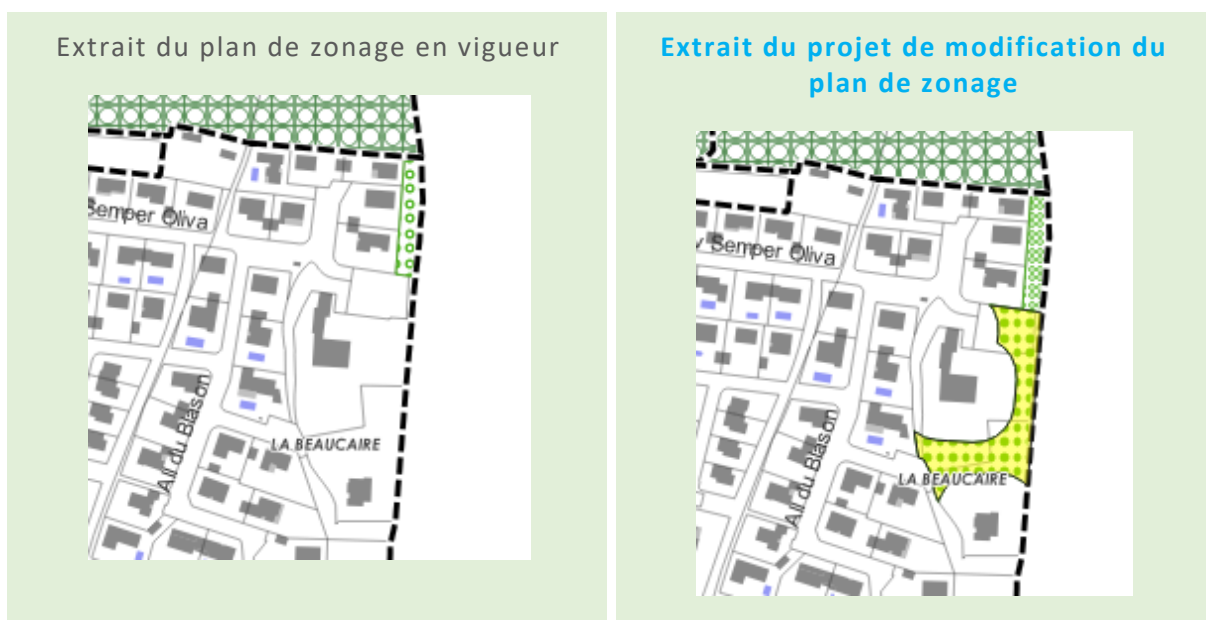 Extrait du plan de zonage en vigueur
Semper Oliva
All du Blason
LA BEAUCAIRE
Extrait du projet de modification du
plan de zonage
Semper Oliva
All du Blason
LA BEAUCAIRE